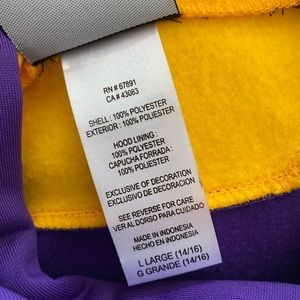 RN # 67891
CA # 43063
SHELL : 100% POLYESTER
EXTERIOR : 100% POLYESTER
HOOD LINING :
100% POLYESTER
CAPUCHA FORRADA :
100% POLYESTER
EXCLUSIVE OF DECORATION
EXCLUSIVO DE DECORACION
SEE REVERSE FOR CARE
VER AL DORSO PARA CUIDADO
MADE IN INDONESIA
HECHO EN INDONESIA
L LARGE (14/16)
G GRANDE (14/16)